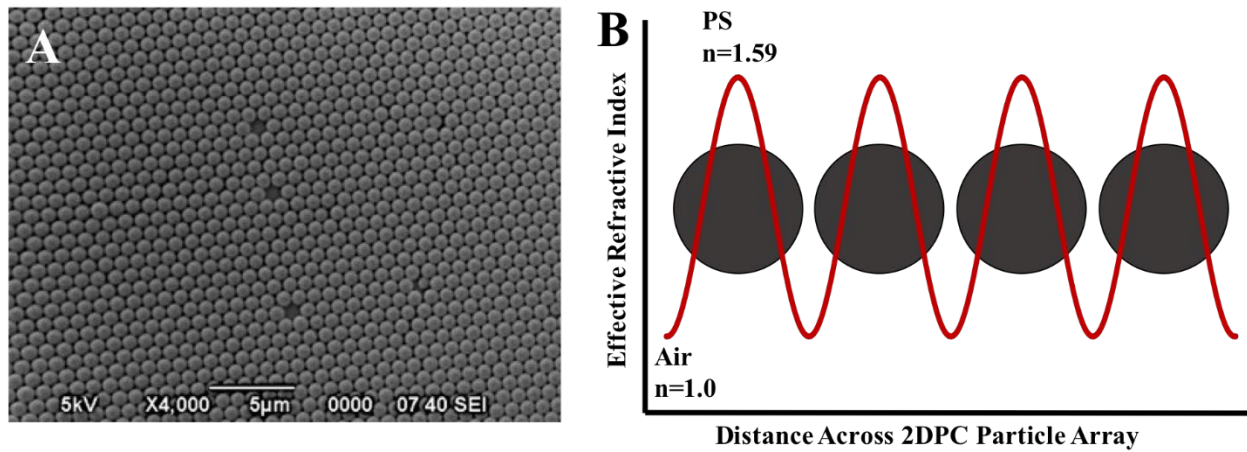 A
5kV X4,000 5μm 0000 07 40 SEI
B
PS
n=1.59
Effective Refractive Index
Air
n=1.0
Distance Across 2DPC Particle Array